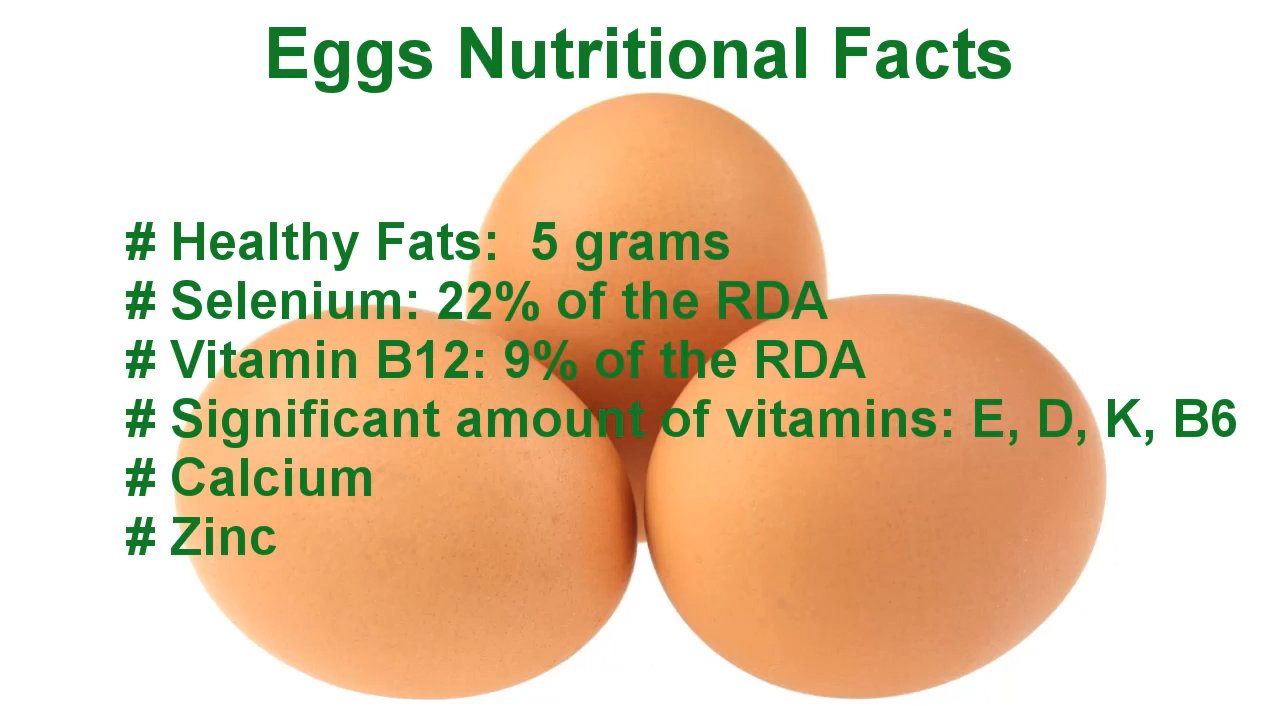 Eggs Nutritional Facts
# Healthy Fats:  5 grams
# Selenium: 22% of the RDA
# Vitamin B12: 9% of the RDA
# Significant amount of vitamins: E, D, K, B6
# Calcium
# Zinc